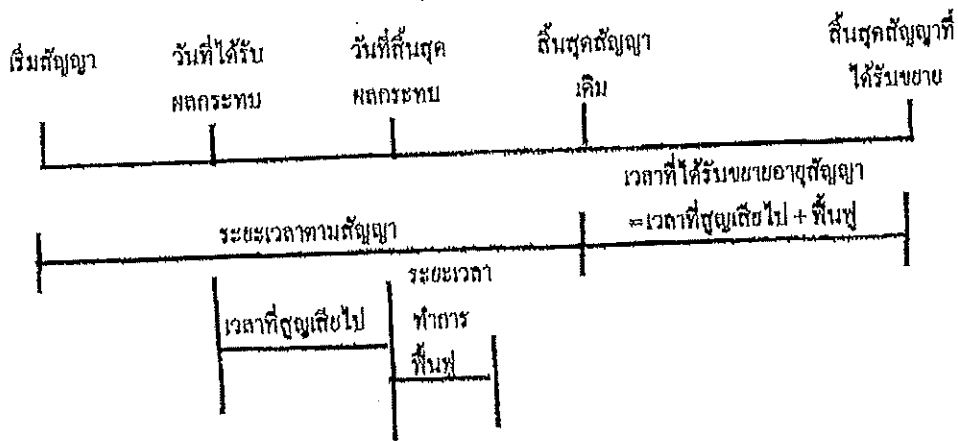 เริ่มสัญญา
วันที่ได้รับ
ผลกระทบ
วันที่สิ้นสุด
ผลกระทบ
สิ้นสุดสัญญา
เดิม
สิ้นสุดสัญญาที่
ได้รับขยาย
ระยะเวลาตามสัญญา
เวลาที่ได้รับขยายอายุสัญญา
=เวลาที่สูญเสียไป + ฟื้นฟู
เวลาที่สูญเสียไป
ระยะเวลา
ทำการ
ฟื้นฟู